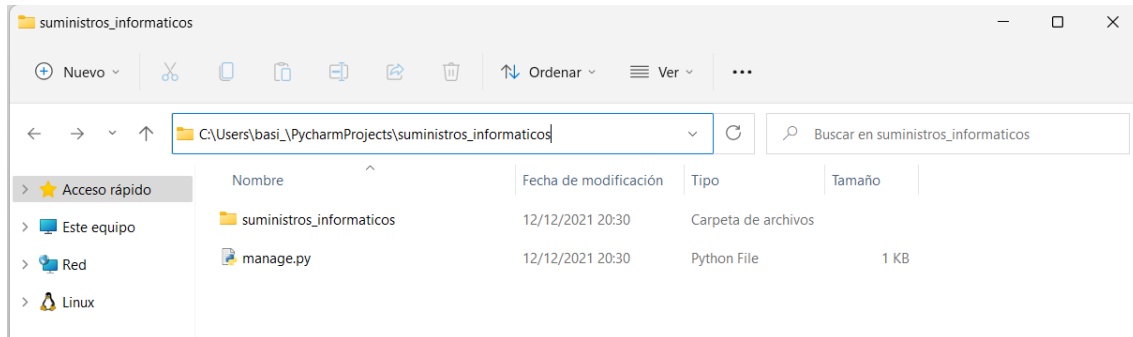 suministros_informaticos
Nuevo Ordenar Ver
C:\Users\basi_\PycharmProjects\suministros_informaticos Buscar en suministros_informaticos
Acceso rápido
Este equipo
Red
Linux
Nombre Fecha de modificación Tipo Tamaño
suministros_informaticos 12/12/2021 20:30 Carpeta de archivos
manage.py 12/12/2021 20:30 Python File 1 KB